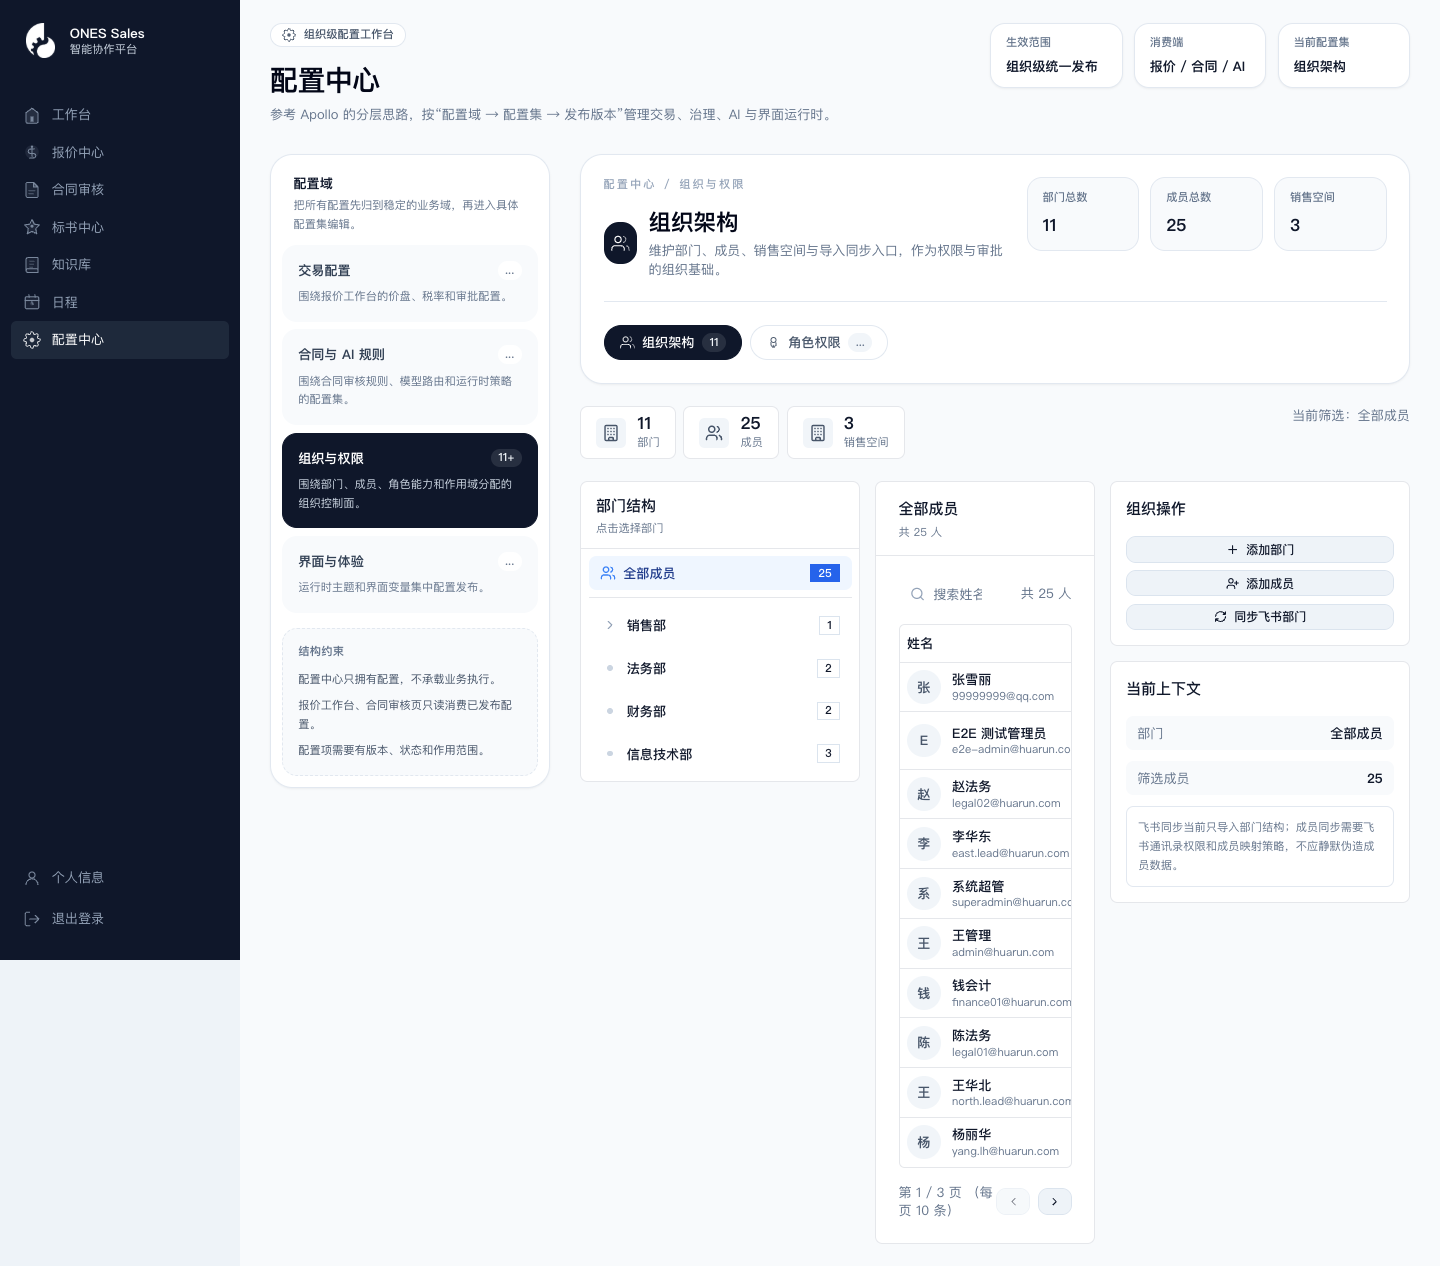 ONES Sales
智能协作平台
工作台
报价中心
合同审核
标书中心
知识库
日程
配置中心
个人信息
退出登录
组织级配置工作台
配置中心
参考 Apollo 的分层思路，按“配置域 → 配置集 → 发布版本”管理交易、治理、AI 与界面运行时。
生效范围
组织级统一发布
消费端
报价 / 合同 / AI
当前配置集
组织架构
配置域
把所有配置先归到稳定的业务域，再进入具体
配置集编辑。
交易配置
...
围绕报价工作台的价盘、税率和审批配置。
合同与 AI 规则
...
围绕合同审核规则、模型路由和运行时策略
的配置集。
组织与权限
11+
围绕部门、成员、角色能力和作用域分配的
组织控制面。
界面与体验
...
运行时主题和界面变量集中配置发布。
结构约束
配置中心只拥有配置，不承载业务执行。
报价工作台、合同审核页只读消费已发布配
置。
配置项需要有版本、状态和作用范围。
配置中心 / 组织与权限
组织架构
维护部门、成员、销售空间与导入同步入口，作为权限与审批
的组织基础。
部门总数
11
成员总数
25
销售空间
3
组织架构 11
角色权限 ...
11
部门
25
成员
3
销售空间
当前筛选：全部成员
部门结构
点击选择部门
全部成员 25
销售部 1
法务部 2
财务部 2
信息技术部 3
全部成员
共 25 人
搜索姓名
共 25 人
姓名
张
张雪丽
99999999@qq.com
E
E2E 测试管理员
e2e-admin@huarun.co
赵
赵法务
legal02@huarun.com
李
李华东
east.lead@huarun.com
系
系统超管
superadmin@huarun.co
王
王管理
admin@huarun.com
钱
钱会计
finance01@huarun.com
陈
陈法务
legal01@huarun.com
王
王华北
north.lead@huarun.com
杨
杨丽华
yang.lh@huarun.com
第 1 / 3 页 （每
页 10 条）
组织操作
添加部门
添加成员
同步飞书部门
当前上下文
部门 全部成员
筛选成员 25
飞书同步当前只导入部门结构；成员同步需要飞
书通讯录权限和成员映射策略，不应静默伪造成
员数据。